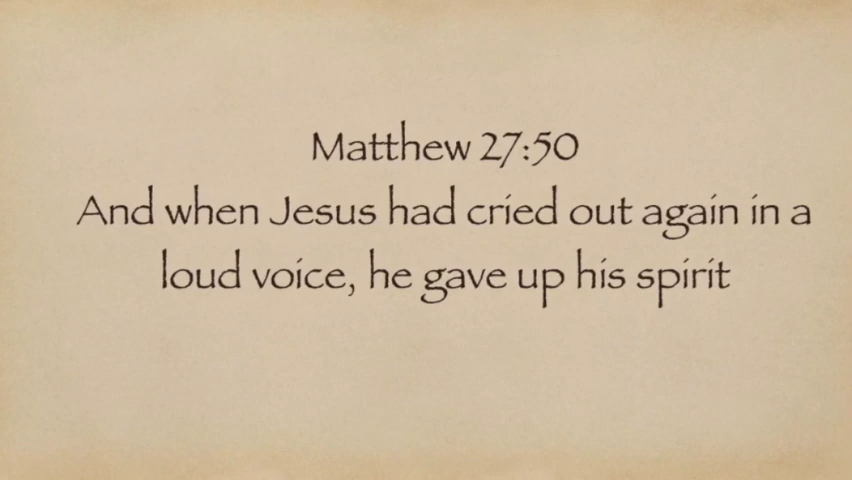 Matthew 27:50
And when Jesus had cried out again in a
loud voice, he gave up his spirit